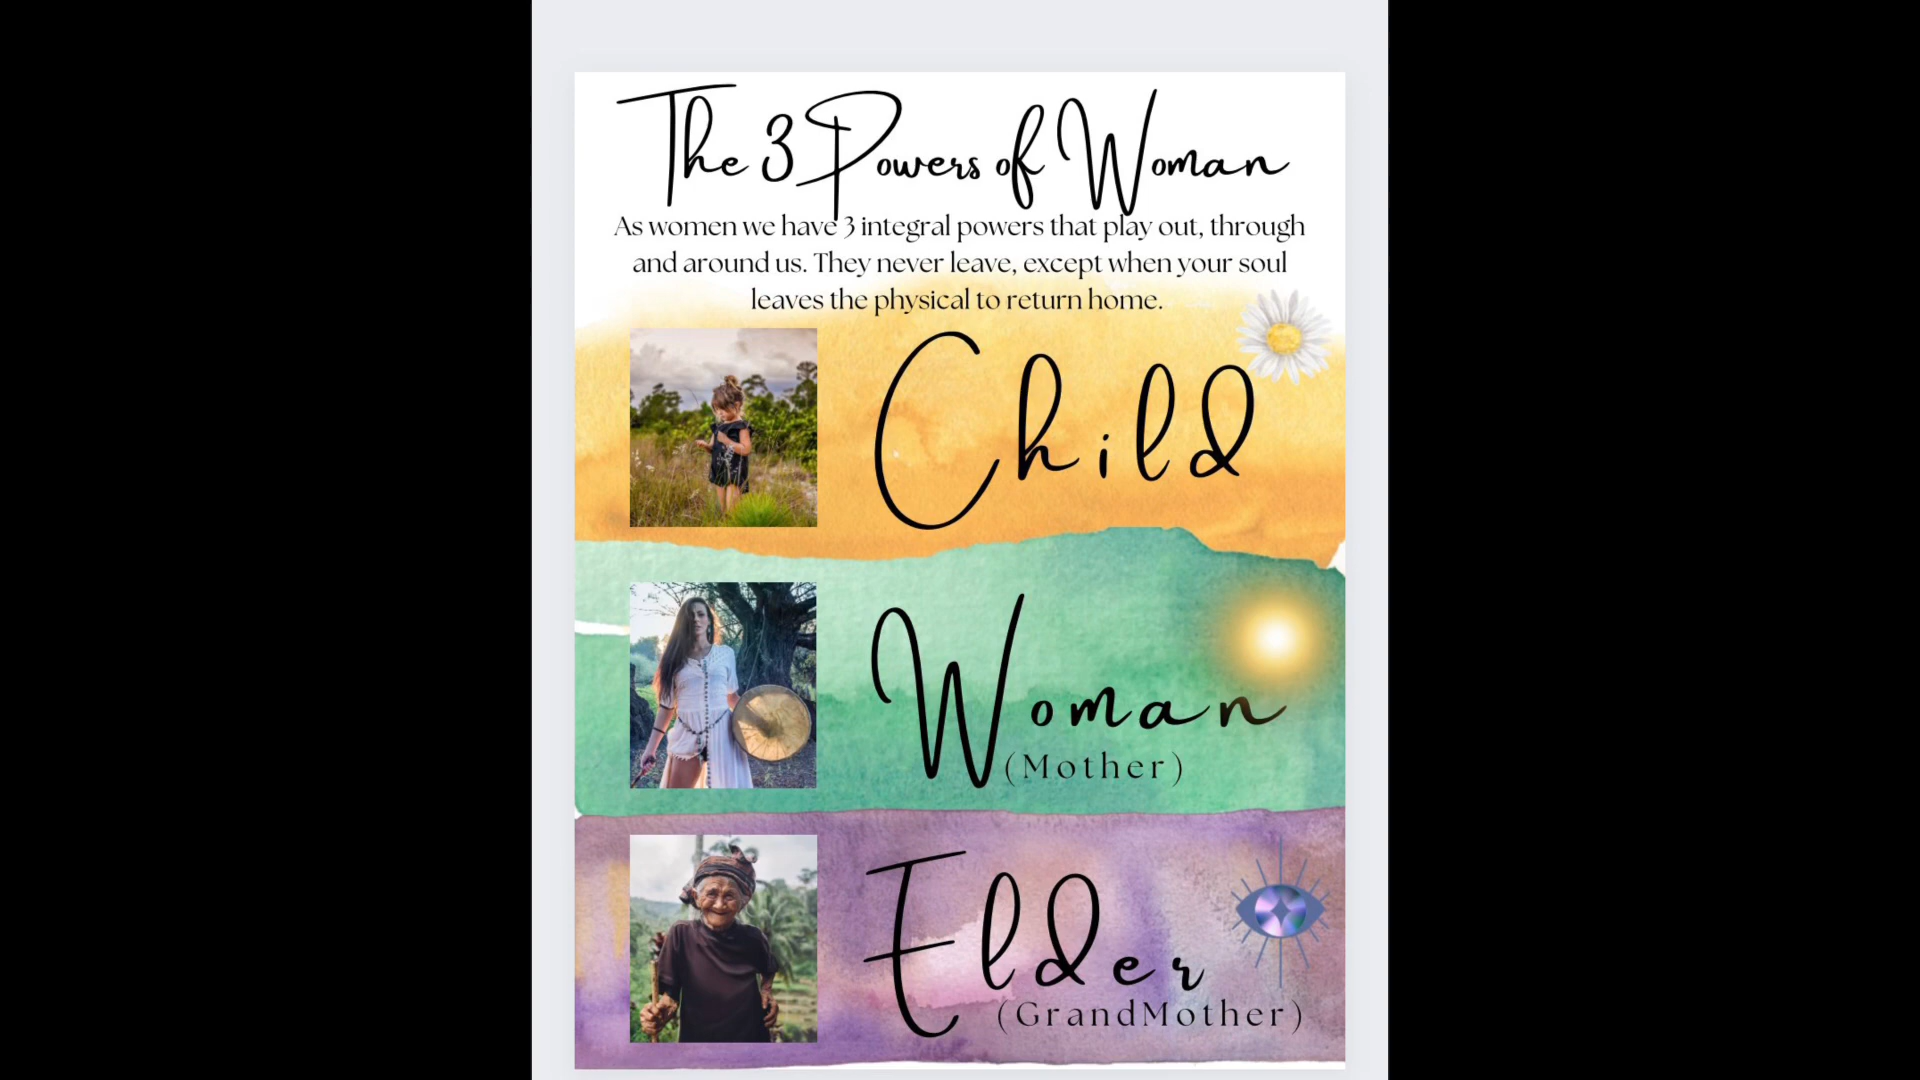 The 3 Powers of Woman
As women we have 3 integral powers that play out, through
and around us. They never leave, except when your soul
leaves the physical to return home.
Child
Woman
(Mother)
Elder
(GrandMother)